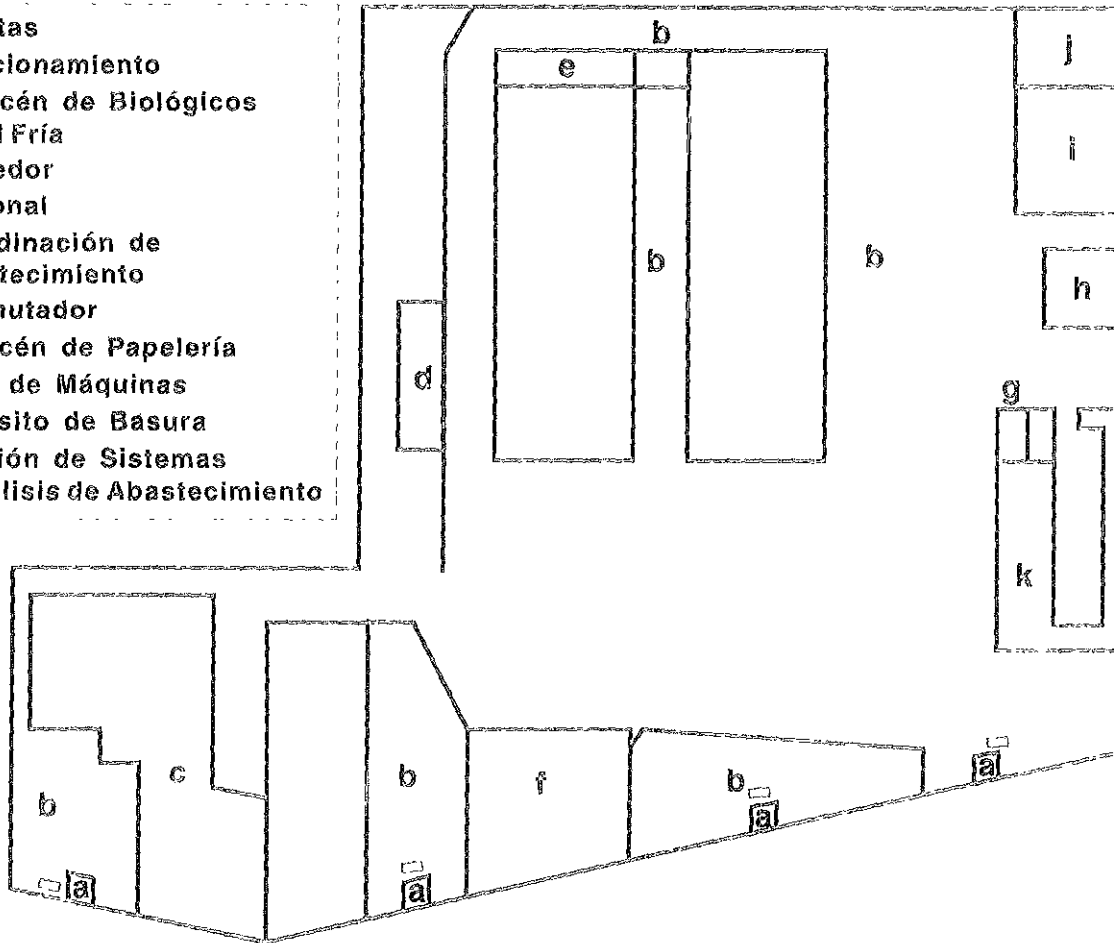 tas
cionamiento
cén de Biológicos
l Fría
edor
onal
dinación de
tecimiento
nutador
cén de Papelería
de Máquinas
sito de Basura
ión de Sistemas
lisis de Abastecimiento
b
e
j
i
b
b
h
d
g
k
c
b
f
b
a
b
a
a
a